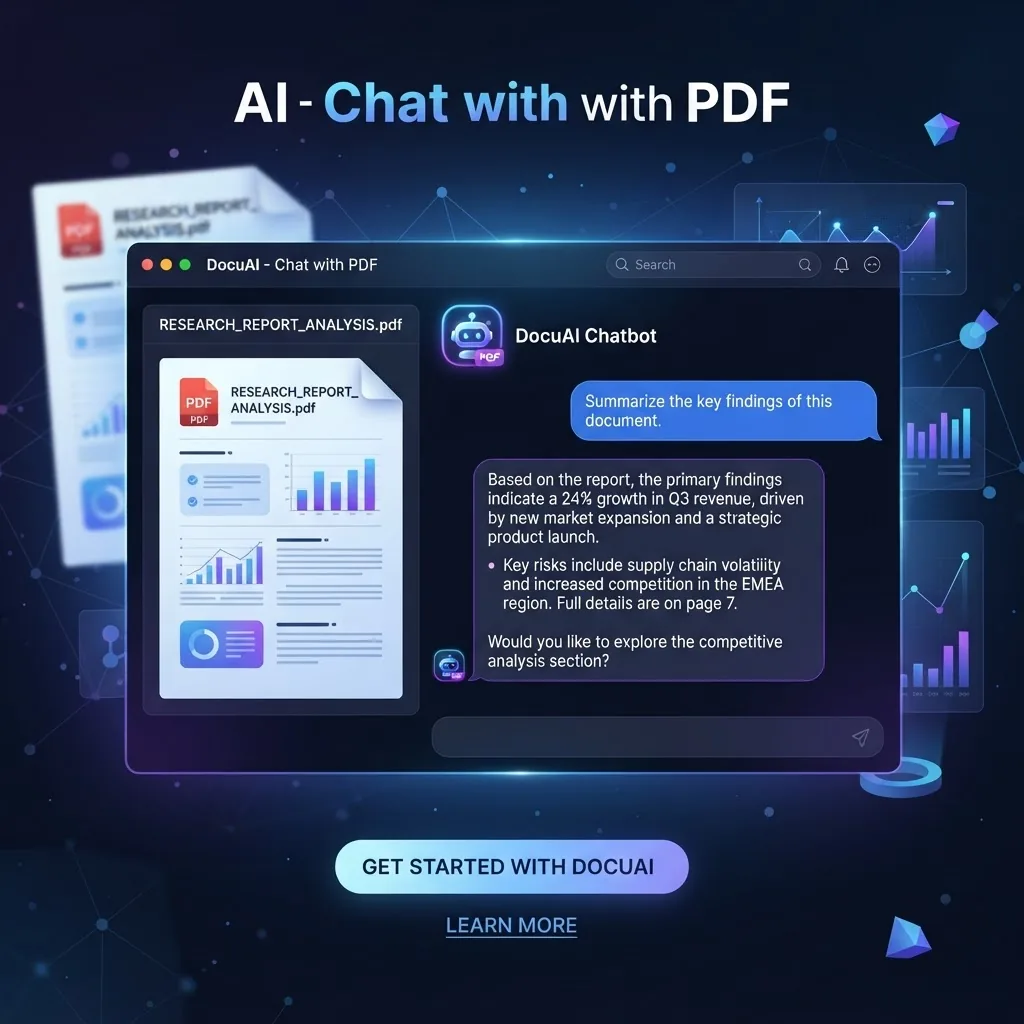 AI - Chat with with PDF
RESEARCH_REPORT_
ANALYSIS.pdf
PDF
DocuAI - Chat with PDF
Search
RESEARCH_REPORT_ANALYSIS.pdf
PDF
PDF
RESEARCH_REPORT_
ANALYSIS.pdf
DocuAI Chatbot
Summarize the key findings of this
document.
Based on the report, the primary findings
indicate a 24% growth in Q3 revenue, driven
by new market expansion and a strategic
product launch.
• Key risks include supply chain volatility
and increased competition in the EMEA
region. Full details are on page 7.
Would you like to explore the competitive
analysis section?
GET STARTED WITH DOCUAI
LEARN MORE